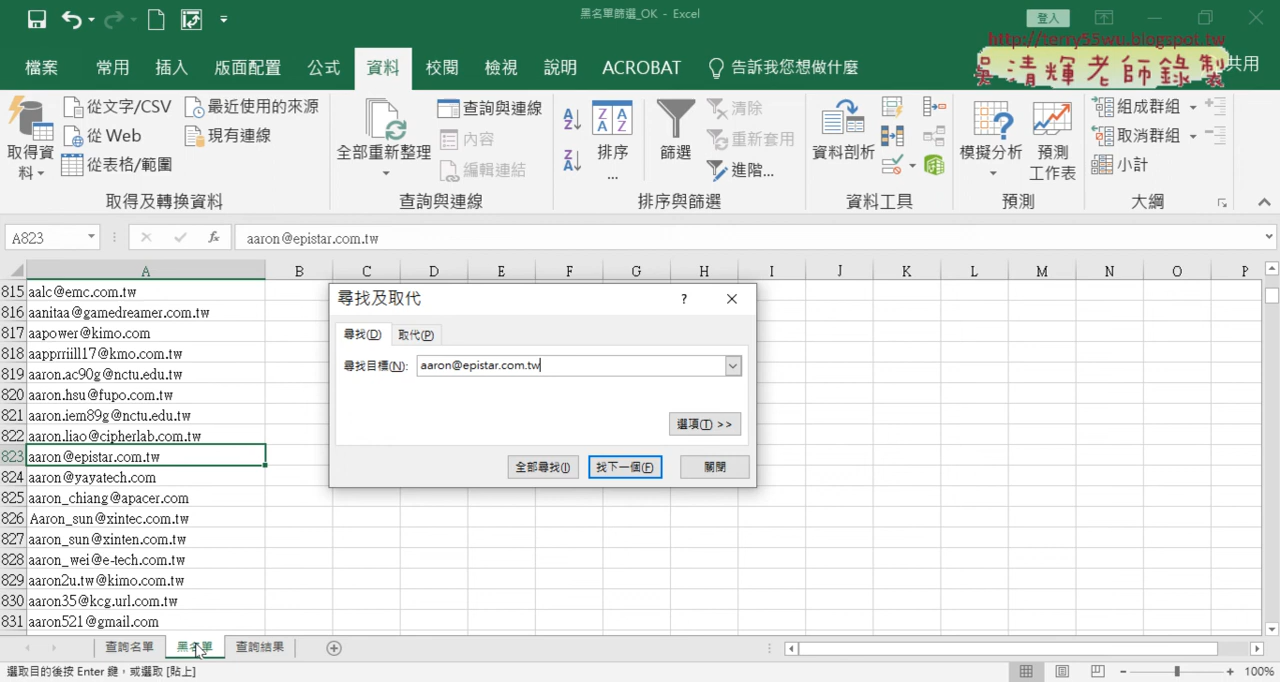 黑名單篩選_OK - Excel
登入
http://terry55wu.blogspot.tw
吳清輝老師錄製
檔案 常用 插入 版面配置 公式 資料 校閱 檢視 說明 ACROBAT 告訴我您想做什麼 共用
取得資料
從文字/CSV
從 Web
從表格/範圍
最近使用的來源
現有連線
全部重新整理
查詢與連線
內容
編輯連結
排序...
篩選
清除
重新套用
進階...
資料剖析
模擬分析
預測工作表
組成群組
取消群組
小計
取得及轉換資料 查詢與連線 排序與篩選 資料工具 預測 大綱
A823 fx aaron@epistar.com.tw
A B C D E F G H I J K L M N O P
815 aalc@emc.com.tw
816 aanitaa@gamedreamer.com.tw
817 aapower@kimo.com
818 aapprriill17@kmo.com.tw
819 aaron.ac90g@nctu.edu.tw
820 aaron.hsu@fupo.com.tw
821 aaron.iem89g@nctu.edu.tw
822 aaron.liao@cipherlab.com.tw
823 aaron@epistar.com.tw
824 aaron@yayatech.com
825 aaron_chiang@apacer.com
826 Aaron_sun@xintec.com.tw
827 aaron_sun@xinten.com.tw
828 aaron_wei@e-tech.com.tw
829 aaron2u.tw@kimo.com.tw
830 aaron35@kcg.url.com.tw
831 aaron521@gmail.com
尋找及取代 ?
尋找(D) 取代(P)
尋找目標(N): aaron@epistar.com.tw
選項(T) >>
全部尋找(I) 找下一個(F) 關閉
查詢名單 黑名單 查詢結果
選取目的後按 Enter 鍵，或選取 [貼上]
100%